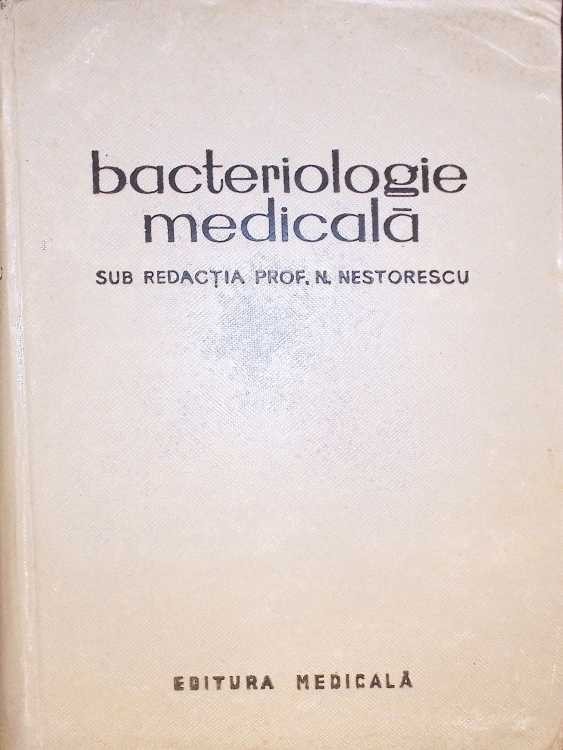 bacteriologie
medicală
SUB REDACȚIA PROF. N. NESTORESCU
EDITURA MEDICALĂ